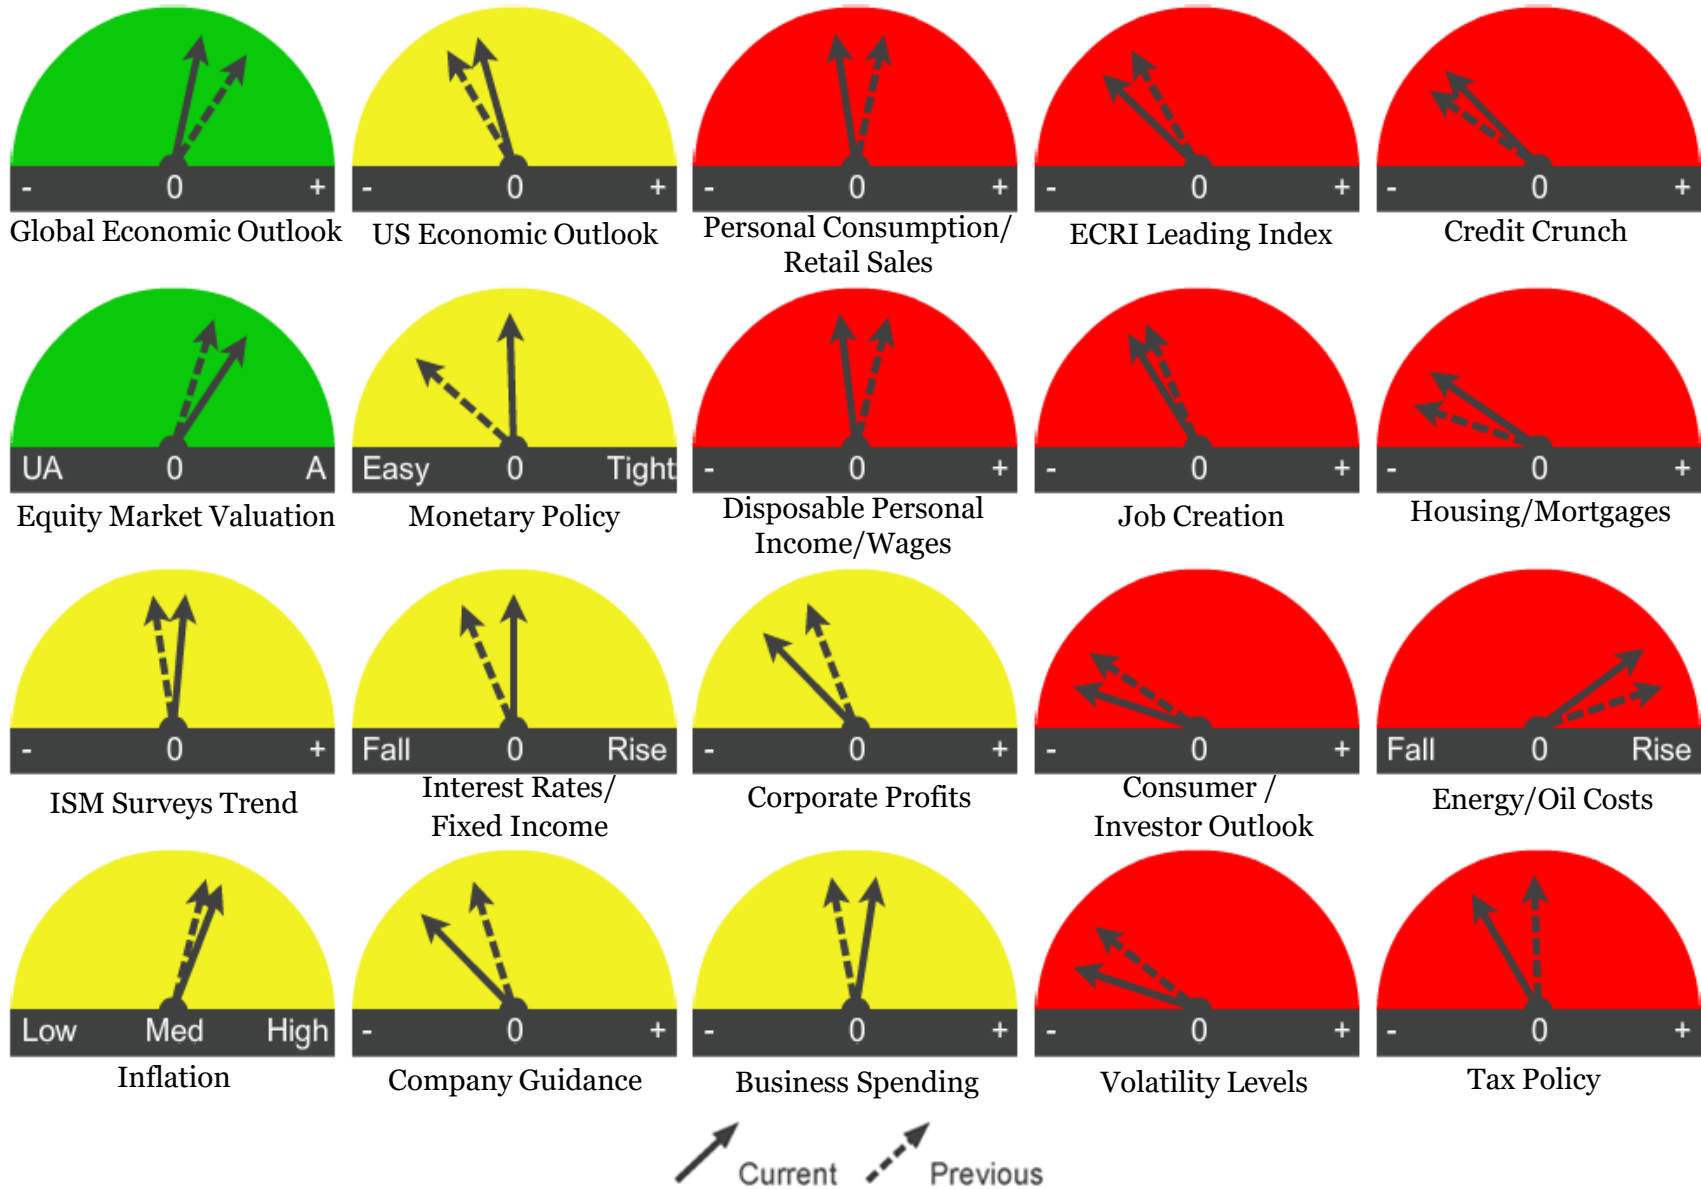 - 0 +
Global Economic Outlook
- 0 +
US Economic Outlook
- 0 +
Personal Consumption/
Retail Sales
- 0 +
ECRI Leading Index
- 0 +
Credit Crunch
UA 0 A
Equity Market Valuation
Easy 0 Tight
Monetary Policy
- 0 +
Disposable Personal
Income/Wages
- 0 +
Job Creation
- 0 +
Housing/Mortgages
- 0 +
ISM Surveys Trend
Fall 0 Rise
Interest Rates/
Fixed Income
- 0 +
Corporate Profits
- 0 +
Consumer /
Investor Outlook
Fall 0 Rise
Energy/Oil Costs
Low Med High
Inflation
- 0 +
Company Guidance
- 0 +
Business Spending
- 0 +
Volatility Levels
- 0 +
Tax Policy
Current Previous